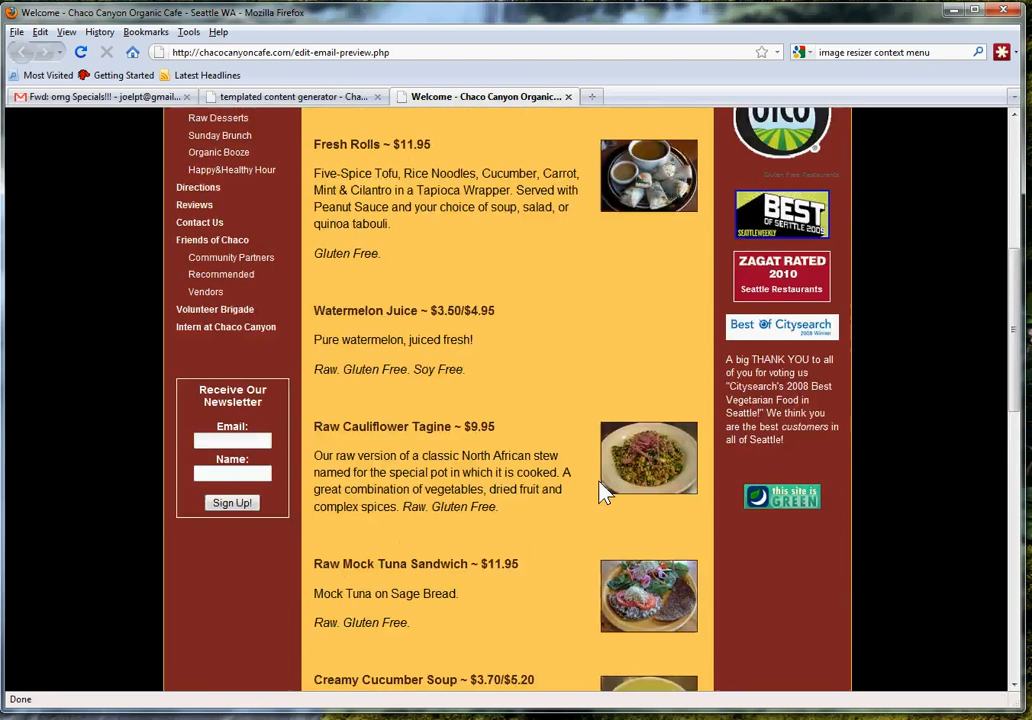 Welcome - Chaco Canyon Organic Cafe - Seattle WA - Mozilla Firefox
File Edit View History Bookmarks Tools Help
http://chacocanyoncafe.com/edit-email-preview.php
image resizer context menu
Most Visited Getting Started Latest Headlines
Fwd: omg Specials!!! - joelpt@gmail.... templated content generator - Cha... Welcome - Chaco Canyon Organic...
Raw Desserts
Sunday Brunch
Organic Booze
Happy&Healthy Hour
Directions
Reviews
Contact Us
Friends of Chaco
Community Partners
Recommended
Vendors
Volunteer Brigade
Intern at Chaco Canyon
Receive Our
Newsletter
Email:
Name:
Sign Up!
Fresh Rolls ~ $11.95
Five-Spice Tofu, Rice Noodles, Cucumber, Carrot,
Mint & Cilantro in a Tapioca Wrapper. Served with
Peanut Sauce and your choice of soup, salad, or
quinoa tabouli.
Gluten Free.
Watermelon Juice ~ $3.50/$4.95
Pure watermelon, juiced fresh!
Raw. Gluten Free. Soy Free.
Raw Cauliflower Tagine ~ $9.95
Our raw version of a classic North African stew
named for the special pot in which it is cooked. A
great combination of vegetables, dried fruit and
complex spices. Raw. Gluten Free.
Raw Mock Tuna Sandwich ~ $11.95
Mock Tuna on Sage Bread.
Raw. Gluten Free.
Creamy Cucumber Soup ~ $3.70/$5.20
GFCO
Gluten Free Restaurants
BEST
OF SEATTLE 2009
SEATTLEWEEKLY
ZAGAT RATED
2010
Seattle Restaurants
Best Of Citysearch
2008 Winner
A big THANK YOU to all
of you for voting us
"Citysearch's 2008 Best
Vegetarian Food in
Seattle!" We think you
are the best customers in
all of Seattle!
this site is
GREEN
Done